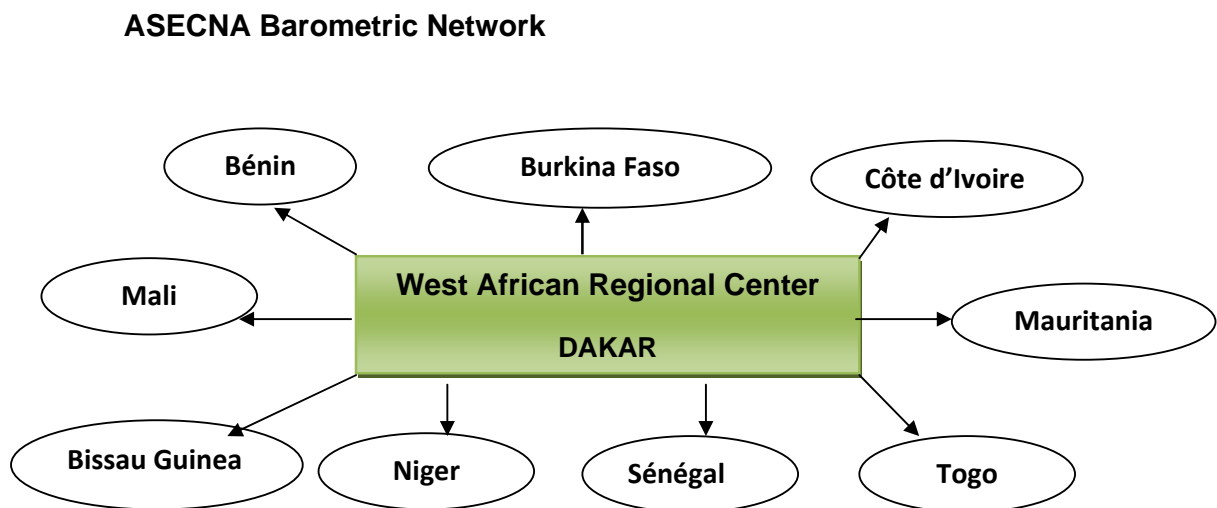 ASECNA Barometric Network
Bénin
Burkina Faso
Côte d’Ivoire
West African Regional Center
DAKAR
Mali
Mauritania
Bissau Guinea
Niger
Sénégal
Togo